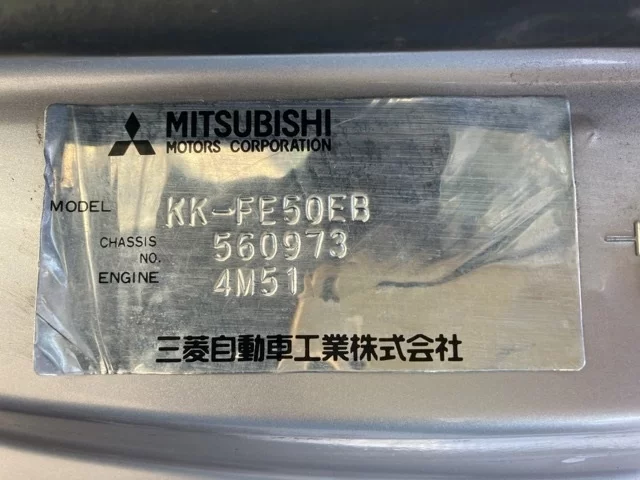 MITSUBISHI
MOTORS CORPORATION
MODEL KK-FE50EB
CHASSIS NO. 560973
ENGINE 4M51
三菱自動車工業株式会社